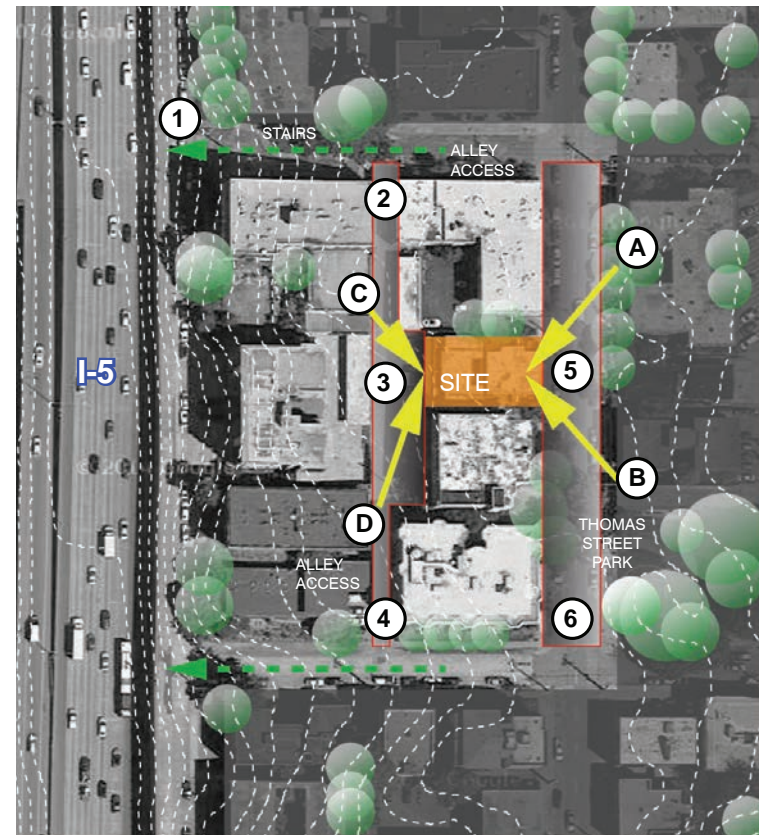 1
STAIRS
ALLEY
ACCESS
2
A
C
I-5
3
SITE
5
B
D
THOMAS
STREET
PARK
ALLEY
ACCESS
4
6